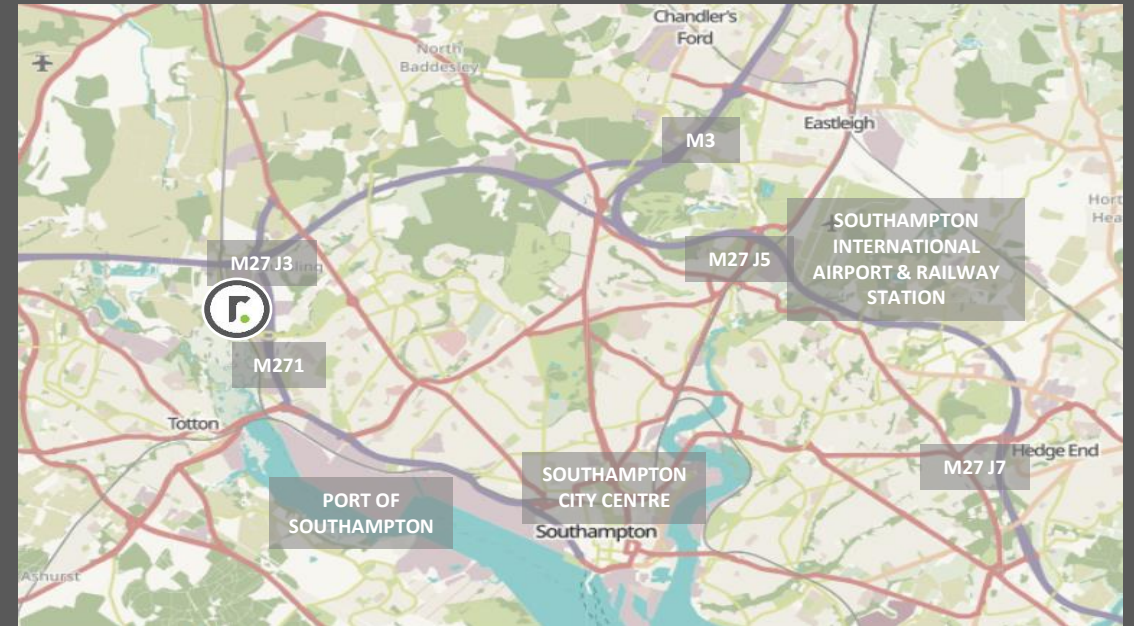 Chandler's
Ford
North
Baddesley
M3
Eastleigh
SOUTHAMPTON
INTERNATIONAL
AIRPORT & RAILWAY
STATION
M27 J3
M27 J5
r.
M271
Totton
Hedge End
M27 J7
SOUTHAMPTON
CITY CENTRE
PORT OF
SOUTHAMPTON
Southampton
Ashurst